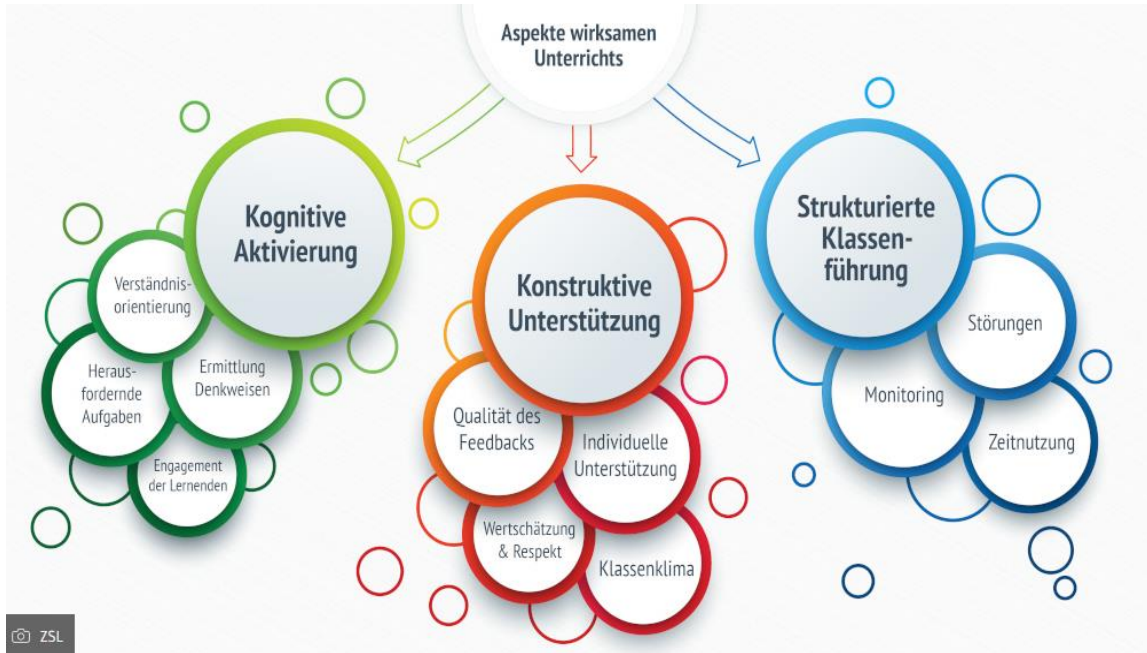 Aspekte wirksamen
Unterrichts
Kognitive
Aktivierung
Verständnis-
orientierung
Heraus-
fordernde
Aufgaben
Ermittlung
Denkweisen
Engagement
der Lernenden
Konstruktive
Unterstützung
Qualität des
Feedbacks
Individuelle
Unterstützung
Wertschätzung
& Respekt
Klassenklima
Strukturierte
Klassen-
führung
Störungen
Monitoring
Zeitnutzung
ZSL